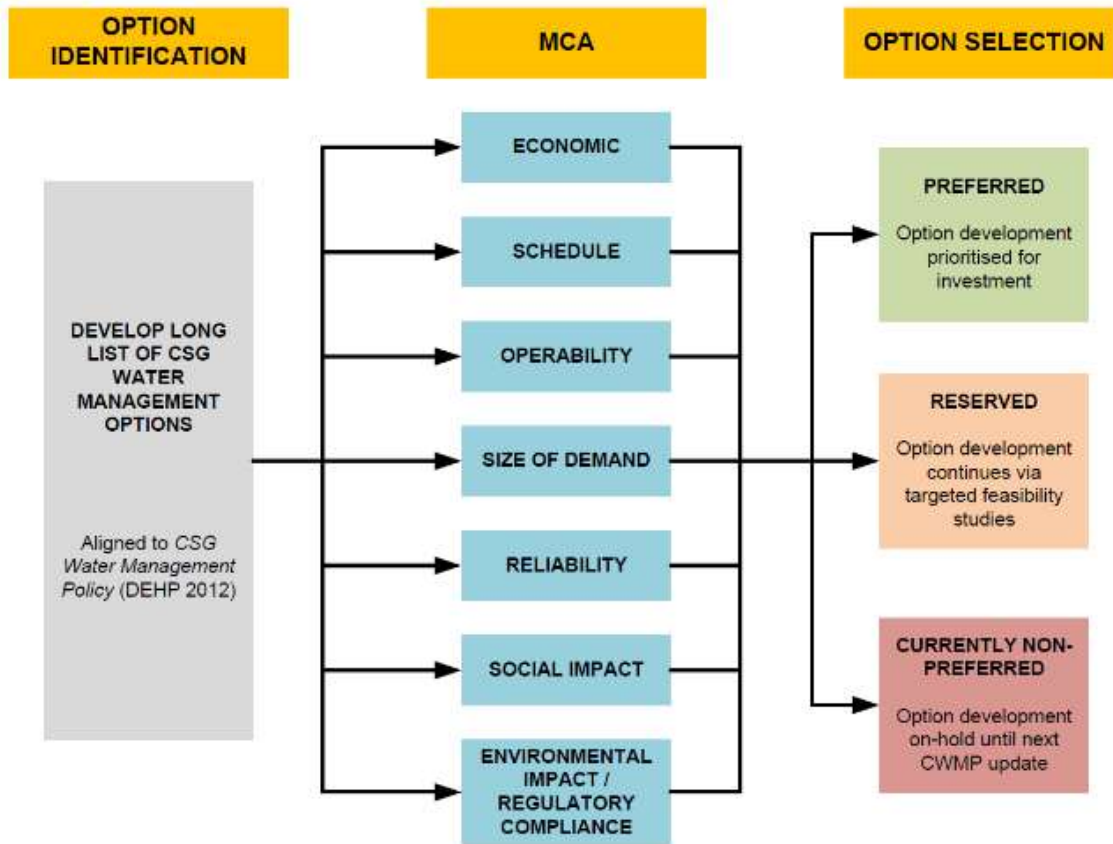 OPTION
IDENTIFICATION
MCA
OPTION SELECTION
DEVELOP LONG
LIST OF CSG
WATER
MANAGEMENT
OPTIONS
Aligned to CSG
Water Management
Policy (DEHP 2012)
ECONOMIC
SCHEDULE
OPERABILITY
SIZE OF DEMAND
RELIABILITY
SOCIAL IMPACT
ENVIRONMENTAL
IMPACT /
REGULATORY
COMPLIANCE
PREFERRED
Option development
prioritised for
investment
RESERVED
Option development
continues via
targeted feasibility
studies
CURRENTLY NON-
PREFERRED
Option development
on-hold until next
CWMP update